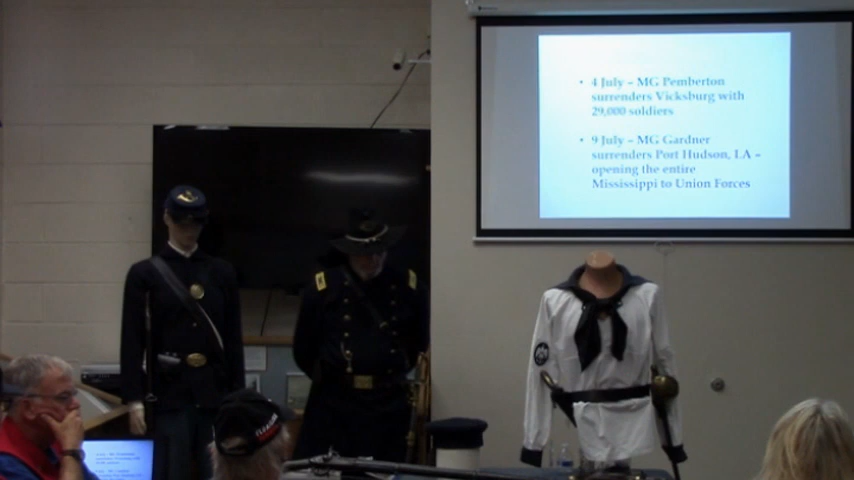 • 4 July – MG Pemberton
surrenders Vicksburg with
29,000 soldiers
• 9 July – MG Gardner
surrenders Port Hudson, LA –
opening the entire
Mississippi to Union Forces